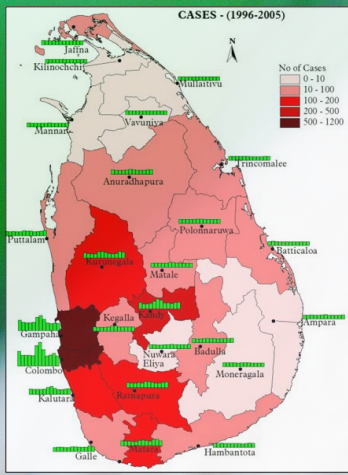 CASES - (1996-2005)
N
No of Cases
0 - 10
10 - 100
100 - 200
200 - 500
500 - 1200
Jaffna
Kilinochchi
Mullaitivu
Mannar
Vavuniya
Trincomalee
Anuradhapura
Polonnaruwa
Puttalam
Batticaloa
Kurunegala
Matale
Kegalla
Kandy
Gampaha
Ampara
Nuwara
Eliya
Badulla
Colombo
Moneragala
Kalutara
Ratnapura
Galle
Matara
Hambantota